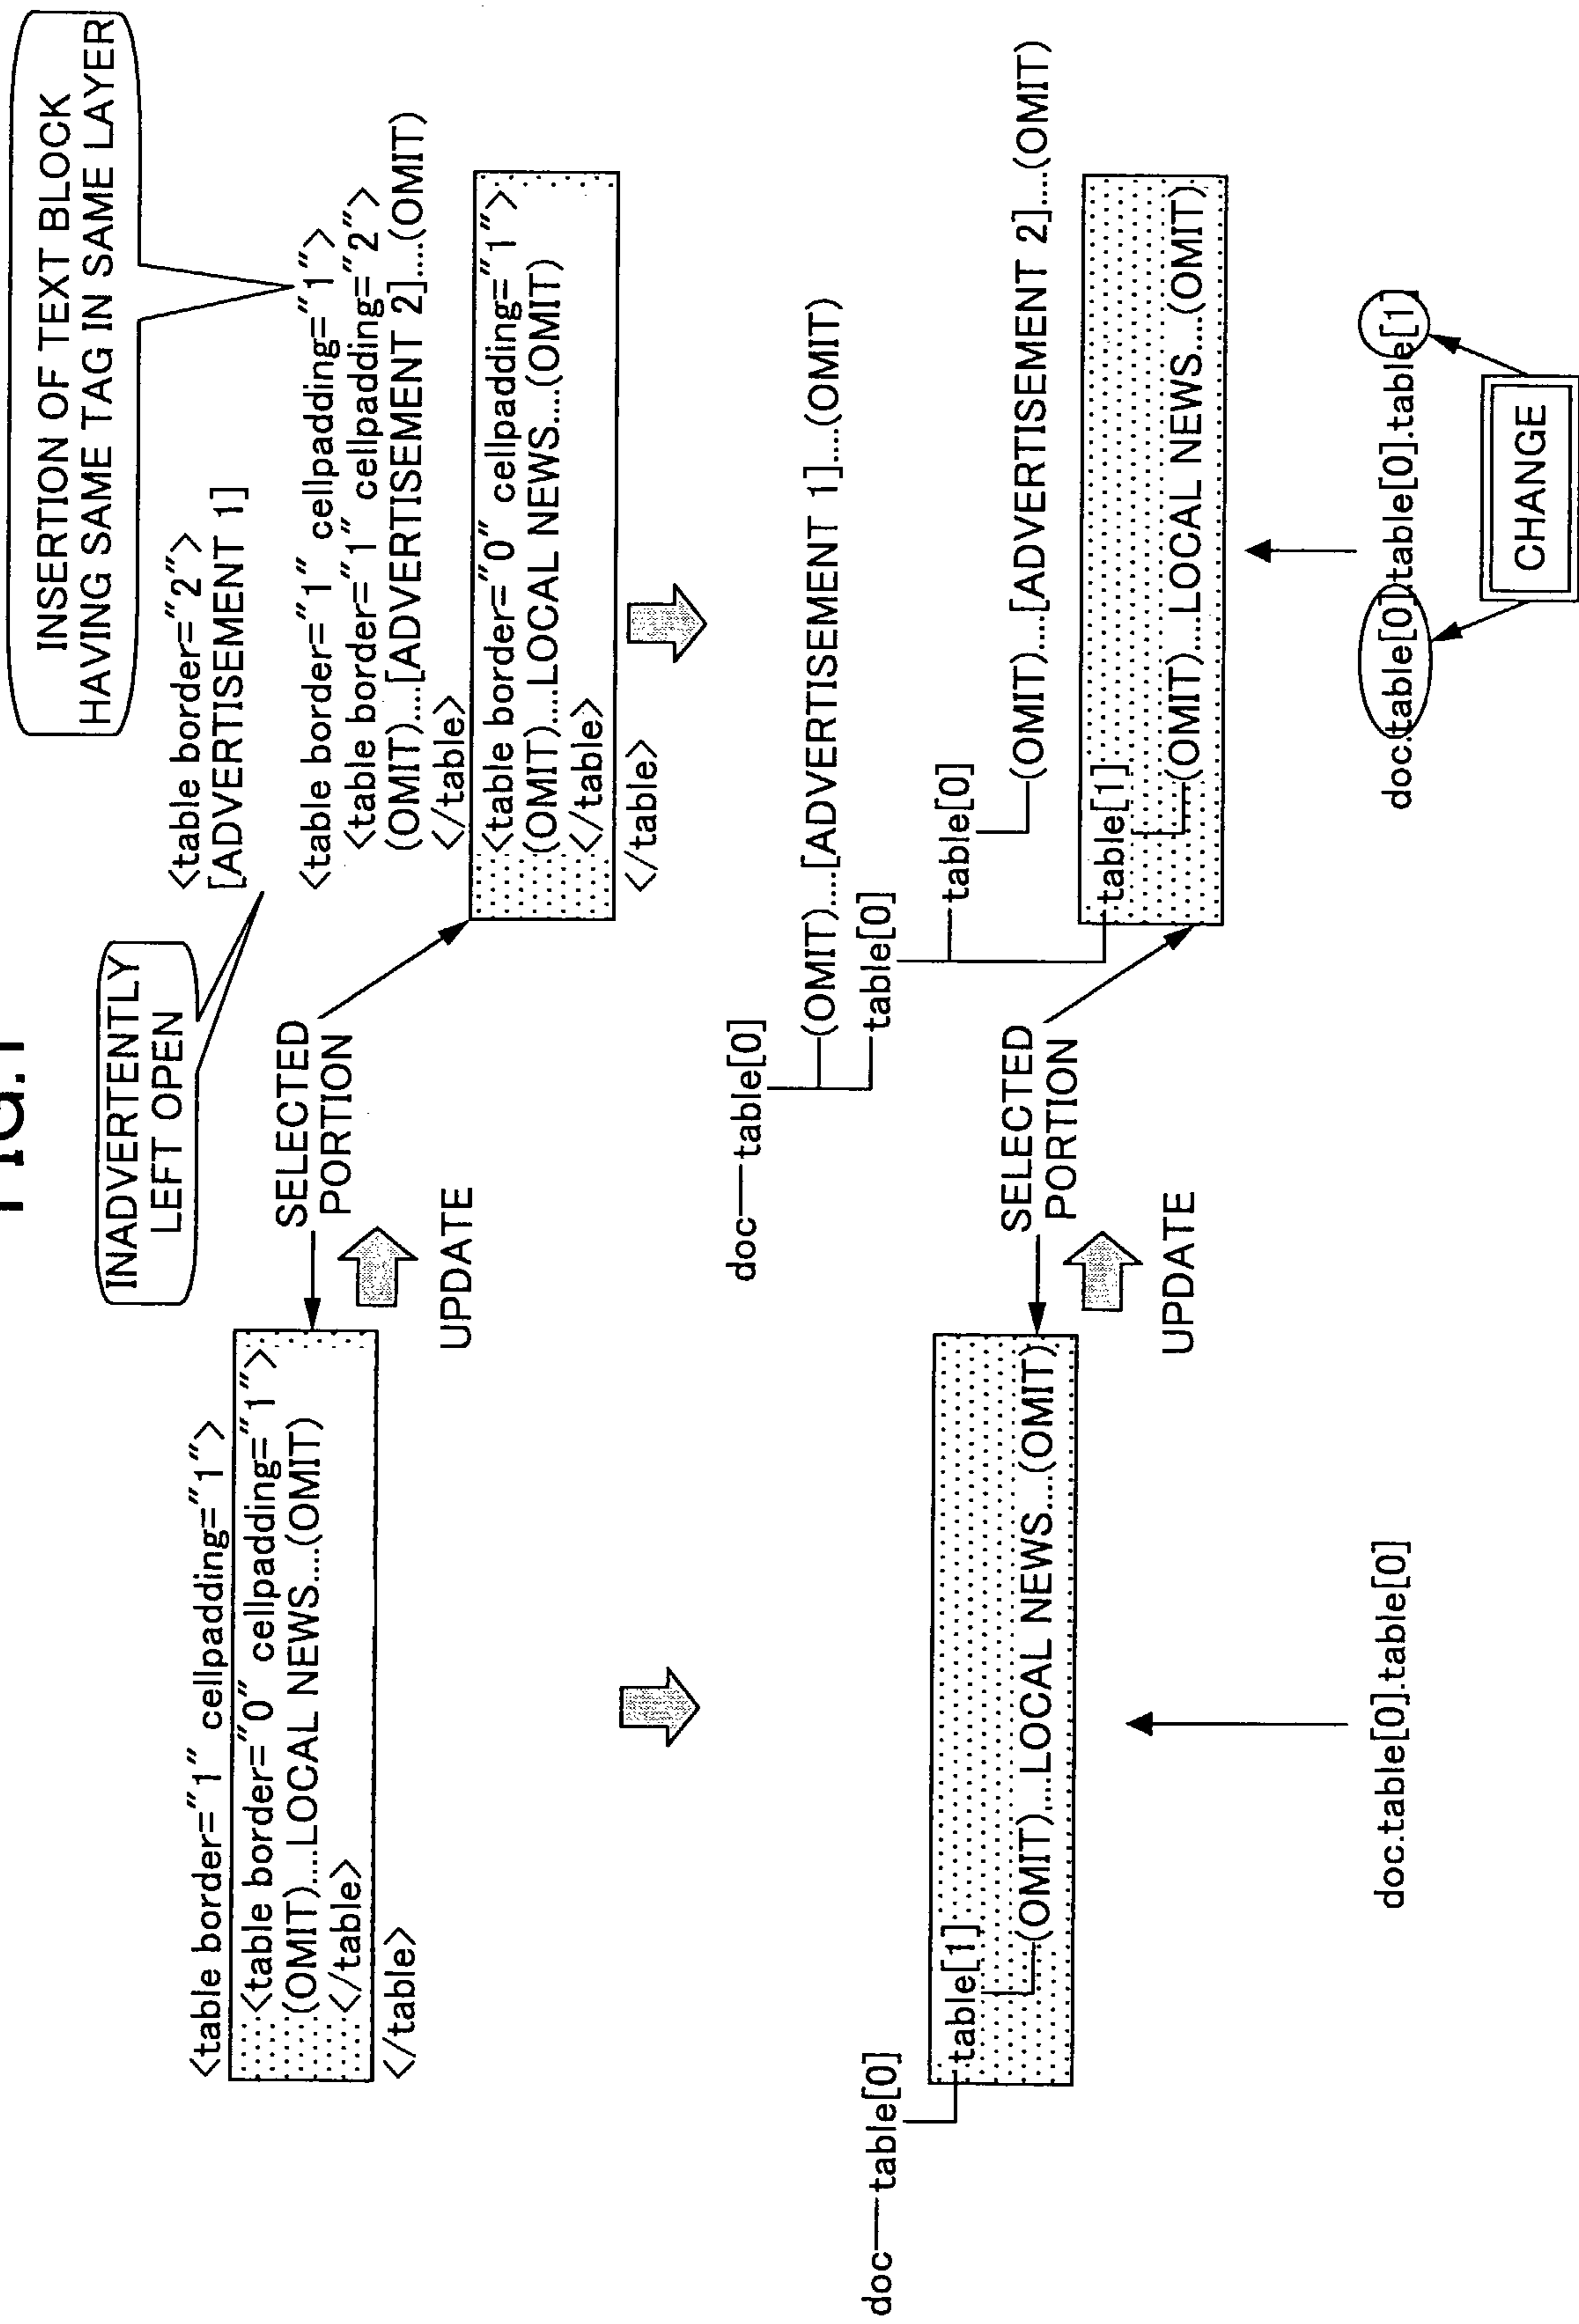 FIG.1
<table border="1" cellpadding="1">
<table border="0" cellpadding="1">
(OMIT)....LOCAL NEWS....(OMIT)
</table>
</table>
SELECTED
PORTION
UPDATE
INADVERTENTLY
LEFT OPEN
INSERTION OF TEXT BLOCK
HAVING SAME TAG IN SAME LAYER
<table border="2">
[ADVERTISEMENT 1]
<table border="1" cellpadding="1">
<table border="1" cellpadding="2">
(OMIT)....[ADVERTISEMENT 2]....(OMIT)
</table>
<table border="0" cellpadding="1">
(OMIT)....LOCAL NEWS....(OMIT)
</table>
</table>
doc table[0]
table[1]
(OMIT)....LOCAL NEWS....(OMIT)
doc.table[0].table[0]
SELECTED
PORTION
UPDATE
doc table[0]
(OMIT)....[ADVERTISEMENT 1]....(OMIT)
table[0]
table[0]
(OMIT)....[ADVERTISEMENT 2]....(OMIT)
table[1]
(OMIT)....LOCAL NEWS....(OMIT)
doc.table[0].table[0].table[1]
CHANGE